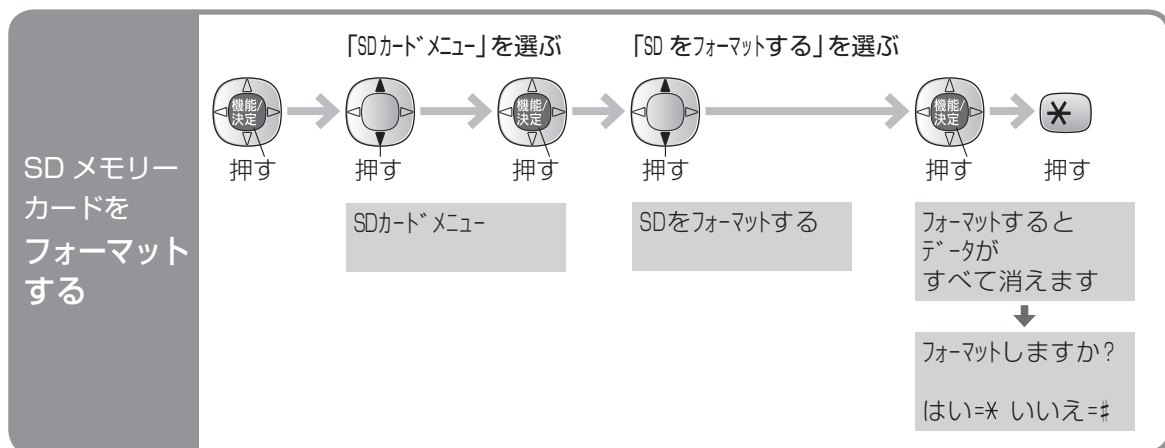 SD メモリー
カードを
フォーマット
する
「SDカード メニュー」を選ぶ
「SD をフォーマットする」を選ぶ
機能/
決定
機能/
決定
機能/
決定
押す
押す
押す
押す
押す
押す
SDカード メニュー
SDをフォーマットする
フォーマットすると
データが
すべて消えます
フォーマットしますか?
はい=* いいえ=#